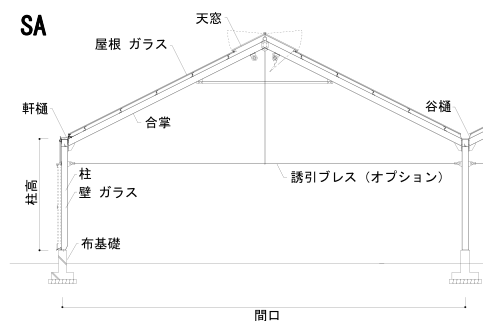 SA
天窓
屋根 ガラス
軒樋
谷樋
合掌
柱
誘引ブレス（オプション）
壁 ガラス
柱高
布基礎
間口